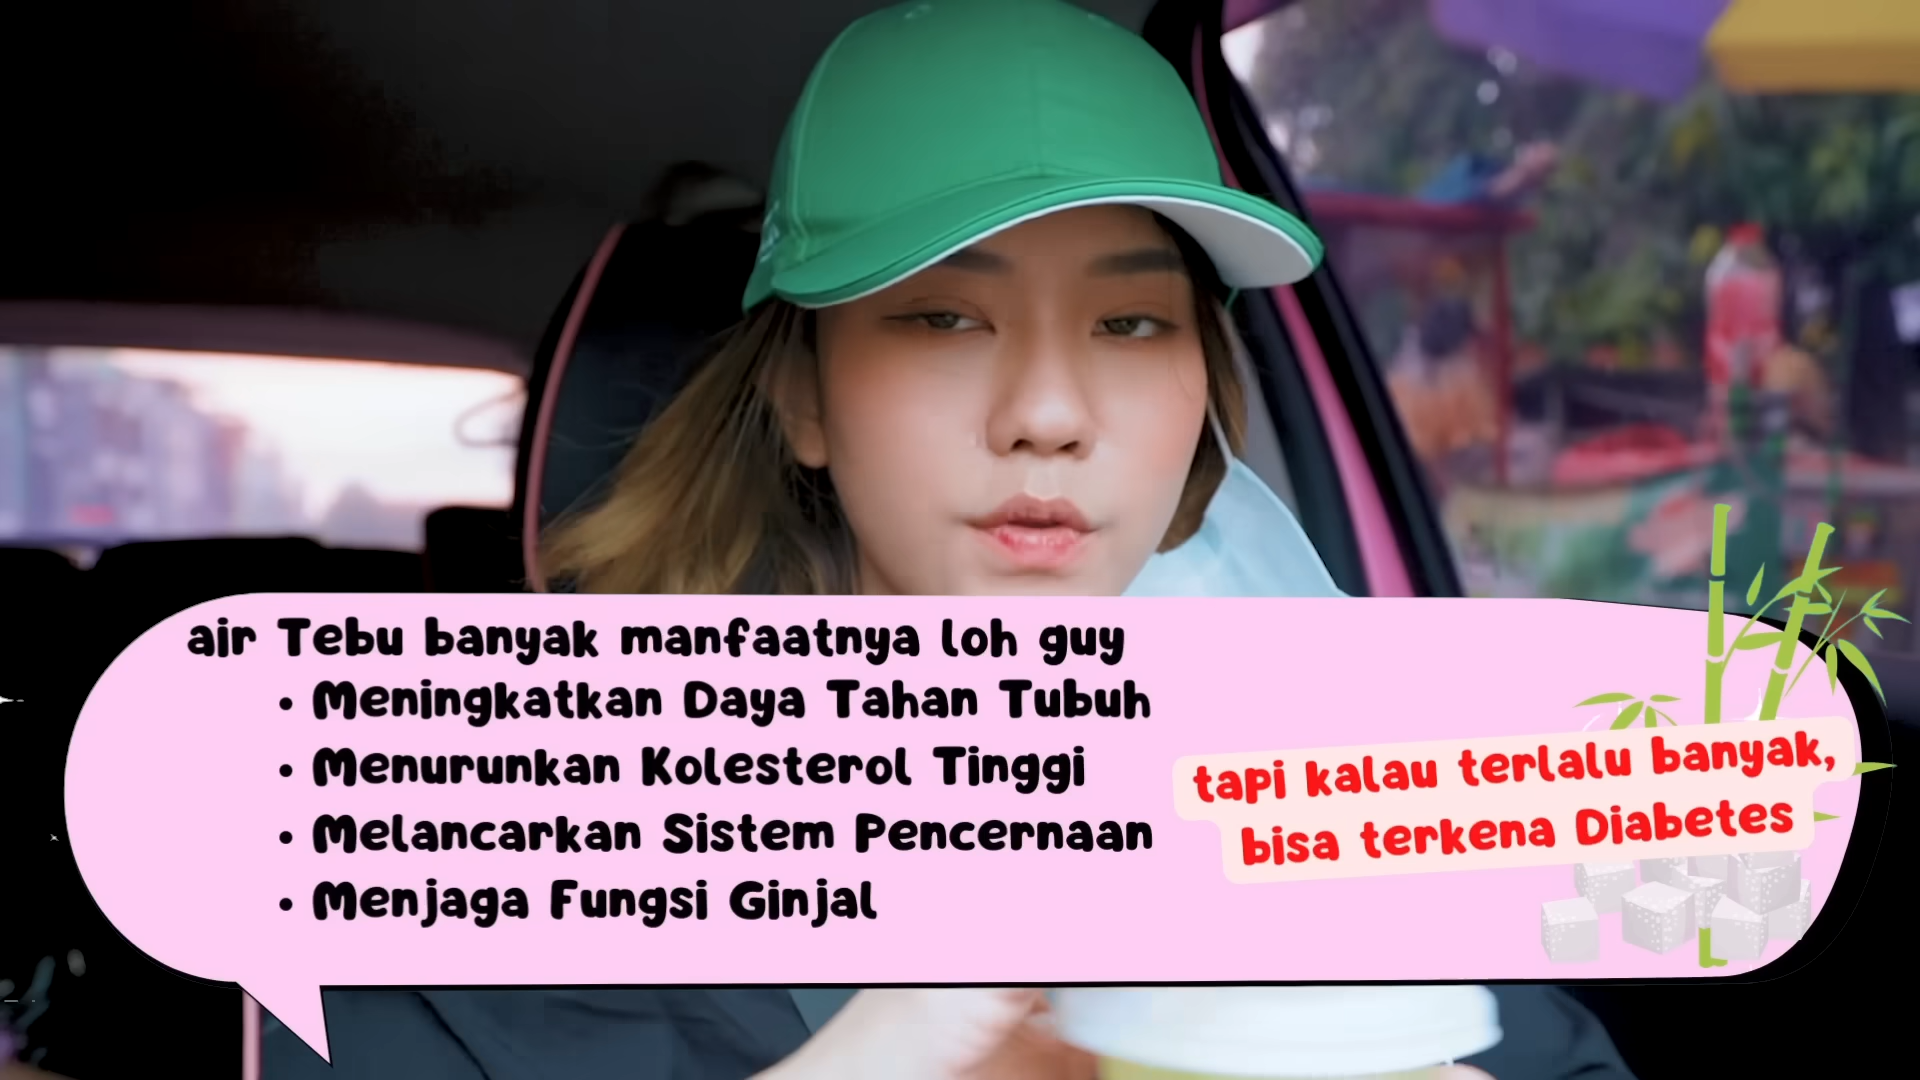 air Tebu banyak manfaatnya loh guy
• Meningkatkan Daya Tahan Tubuh
• Menurunkan Kolesterol Tinggi
• Melancarkan Sistem Pencernaan
• Menjaga Fungsi Ginjal
tapi kalau terlalu banyak,
bisa terkena Diabetes